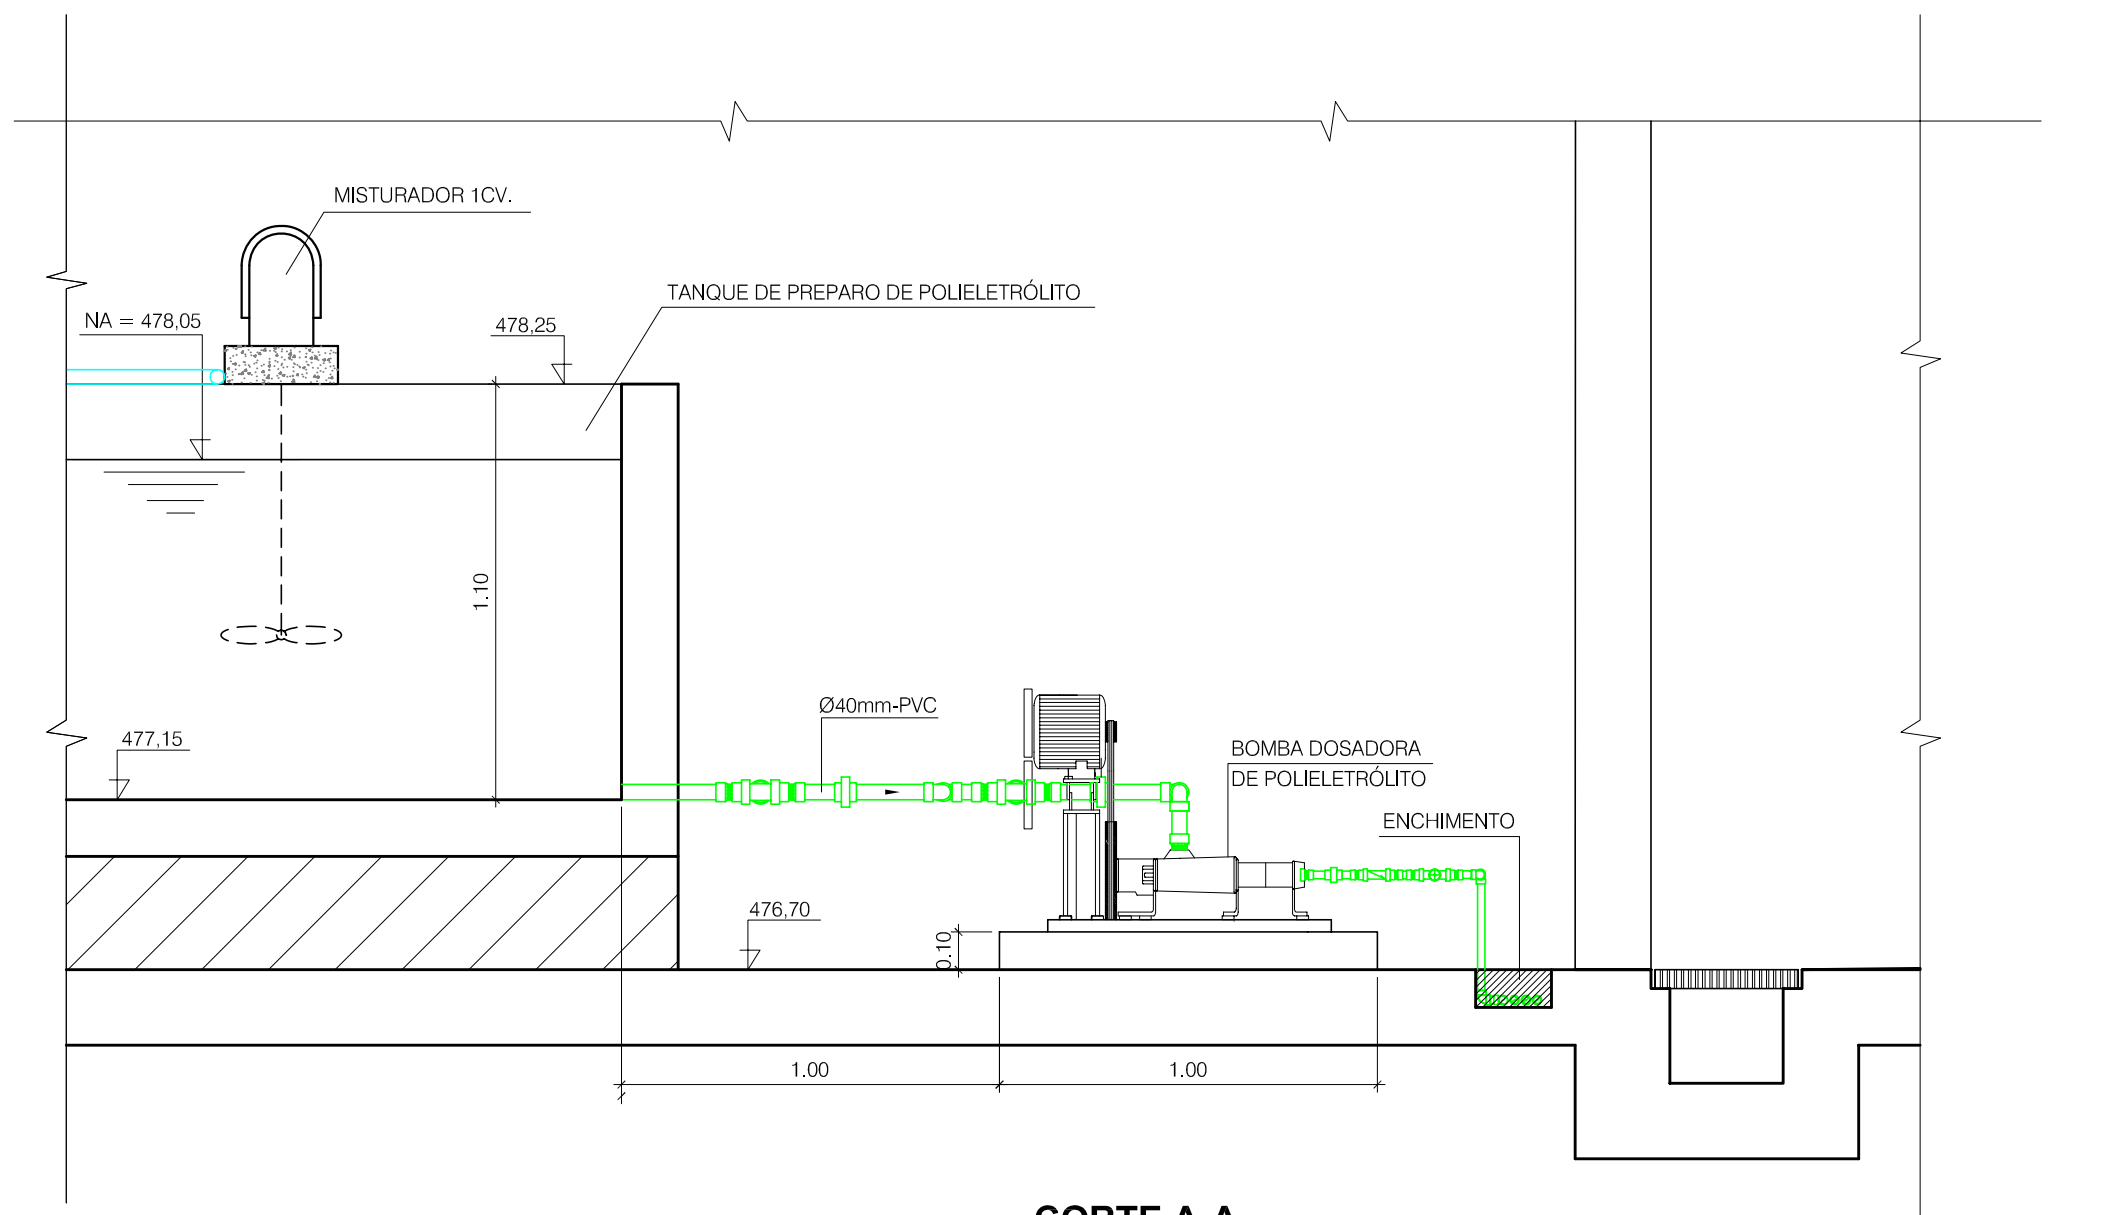 MISTURADOR 1CV.
TANQUE DE PREPARO DE POLIELETRÓLITO
NA = 478,05
478,25
1.10
Ø40mm-PVC
477,15
BOMBA DOSADORA
DE POLIELETRÓLITO
ENCHIMENTO
476,70
0.10
1.00
1.00
CORTE A-A